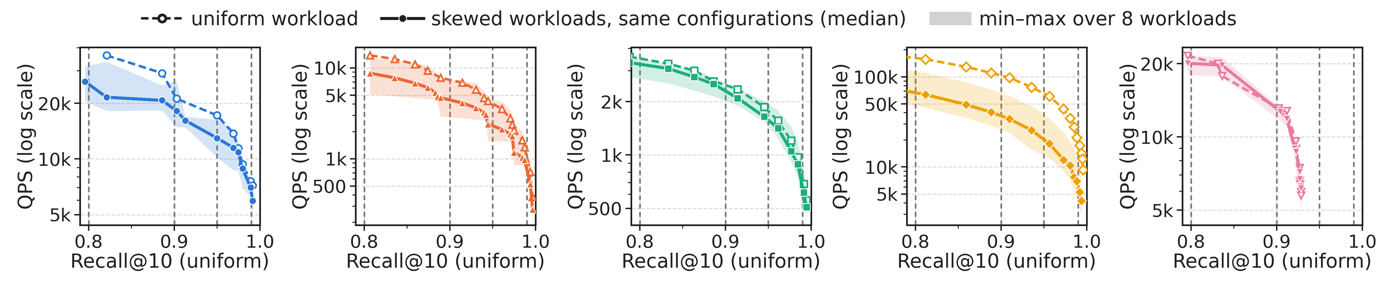 uniform workload skewed workloads, same configurations (median) min–max over 8 workloads
QPS (log scale)
20k
10k
5k
0.8 0.9 1.0
Recall@10 (uniform)
QPS (log scale)
10k
5k
1k
500
0.8 0.9 1.0
Recall@10 (uniform)
QPS (log scale)
2k
1k
500
0.8 0.9 1.0
Recall@10 (uniform)
QPS (log scale)
100k
50k
10k
5k
0.8 0.9 1.0
Recall@10 (uniform)
QPS (log scale)
20k
10k
5k
0.8 0.9 1.0
Recall@10 (uniform)